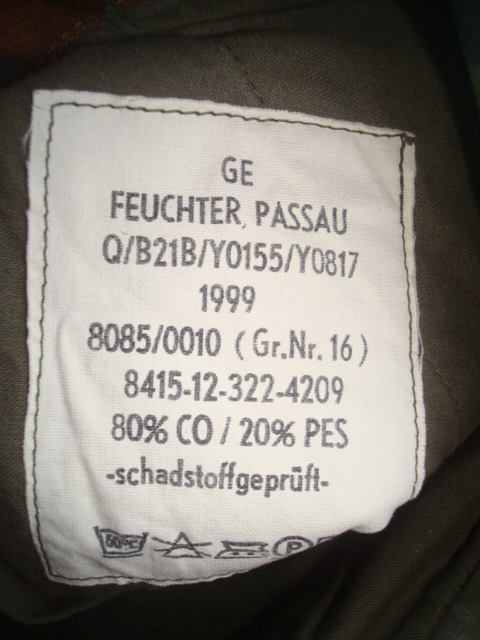 GE
FEUCHTER, PASSAU
Q/B21B/Y0155/Y0817
1999
8085/0010 (Gr.Nr. 16)
8415-12-322-4209
80% CO / 20% PES
-schadstoffgeprüft-
60°C P